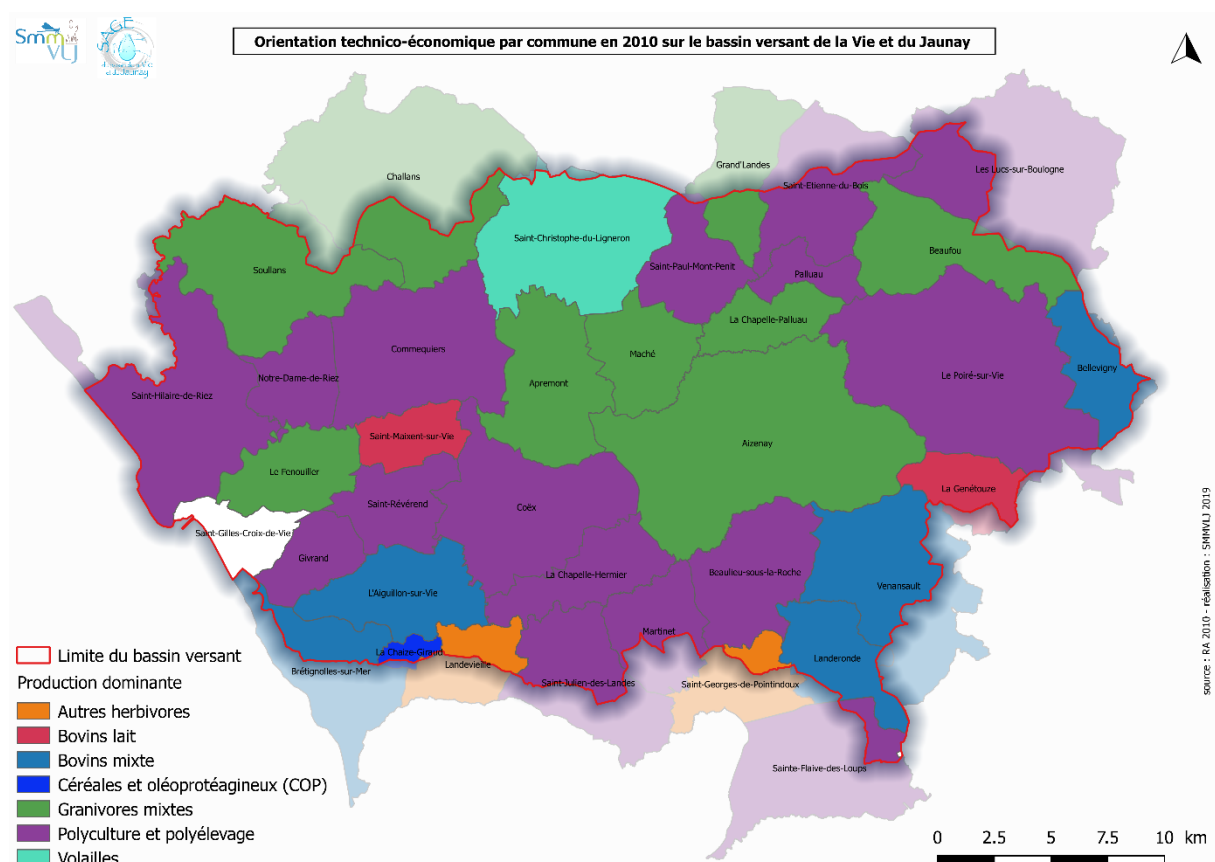 Smm
VLJ
SAGE
Orientation technico-économique par commune en 2010 sur le bassin versant de la Vie et du Jaunay
Challans
Grand'Landes
Les Lucs-sur-Boulogne
Saint-Etienne-du-Bois
Saint-Christophe-du-Ligneron
Beaufou
Soullans
Saint-Paul-Mont-Penit
Palluau
La Chapelle-Palluau
Commequiers
Maché
Bellevigny
Le Poiré-sur-Vie
Notre-Dame-de-Riez
Apremont
Saint-Hilaire-de-Riez
Saint-Maixent-sur-Vie
Aizenay
Le Fenouiller
La Genétouze
Saint-Révérend
Coëx
Saint-Gilles-Croix-de-Vie
Givrand
La Chapelle-Hermier
Beaulieu-sous-la-Roche
Venansault
L'Aiguillon-sur-Vie
Martinet
La Chaize-Giraud
Landeronde
Landevieille
Brétignolles-sur-Mer
Saint-Julien-des-Landes
Saint-Georges-de-Pointindoux
Sainte-Flaive-des-Loups
Limite du bassin versant
Production dominante
Autres herbivores
Bovins lait
Bovins mixte
Céréales et oléoprotéagineux (COP)
Granivores mixtes
Polyculture et polyélevage
Volailles
0 2.5 5 7.5 10 km
source : RA 2010 - réalisation : SMMVLJ 2019